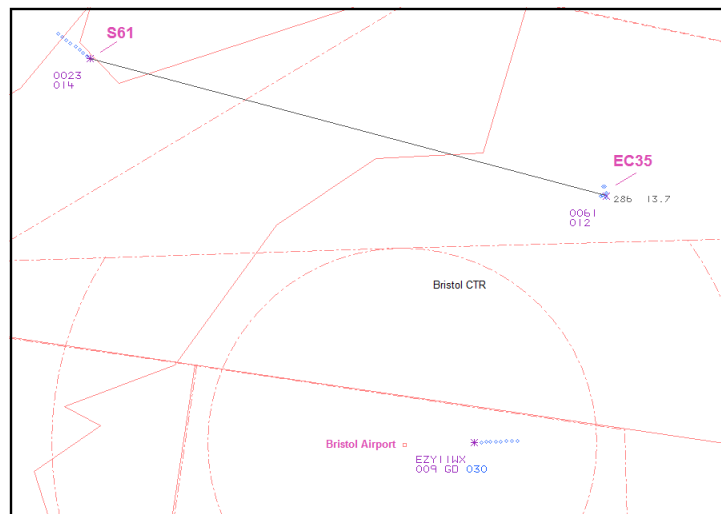 S61
0023
014
EC35
286 13.7
0061
012
Bristol CTR
Bristol Airport
EZY11WX
009 GD 030